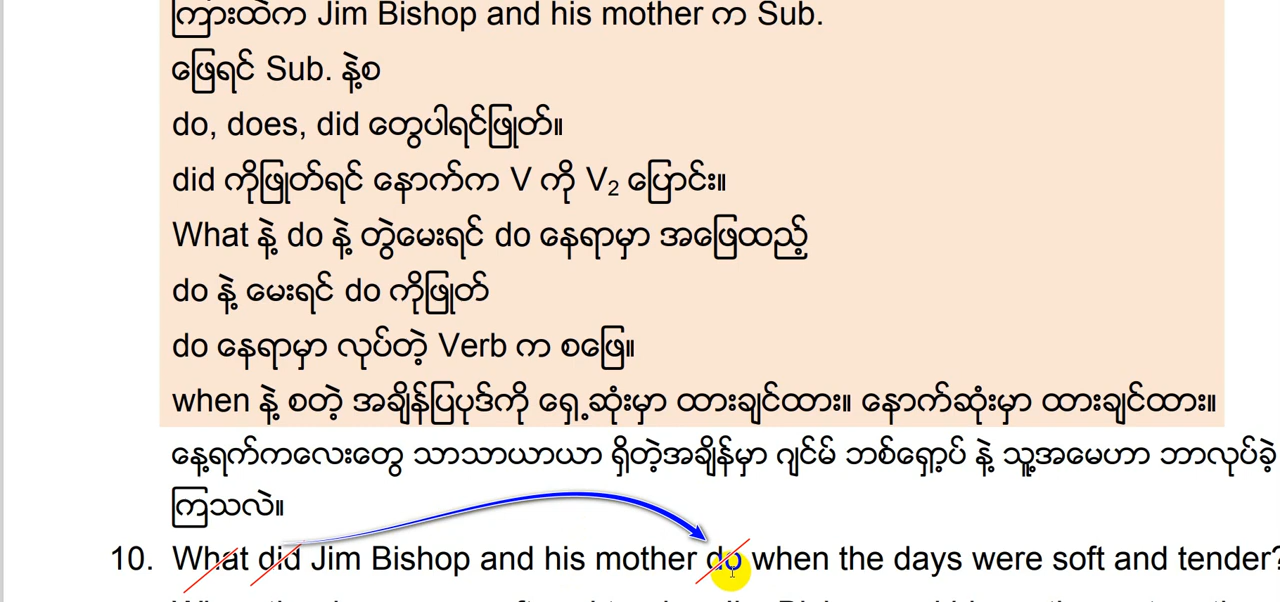 ကြားထဲက Jim Bishop and his mother က Sub.
ဖြေရင် Sub. နဲ့စ
do, does, did တွေပါရင်ဖြုတ်။
did ကိုဖြုတ်ရင် နောက်က V ကို V₂ ပြောင်း။
What နဲ့ do နဲ့ တွဲမေးရင် do နေရာမှာ အဖြေထည့်
do နဲ့ မေးရင် do ကိုဖြုတ်
do နေရာမှာ လုပ်တဲ့ Verb က စဖြေ။
when နဲ့ စတဲ့ အချိန်ပြပုဒ်ကို ရှေ့ဆုံးမှာ ထားချင်ထား။ နောက်ဆုံးမှာ ထားချင်ထား။
နေ့ရက်ကလေးတွေ သာသာယာယာ ရှိတဲ့အချိန်မှာ ဂျင်မ် ဘစ်ရှော့ပ် နဲ့ သူ့အမေဟာ ဘာလုပ်ခဲ့
ကြသလဲ။
10. What did Jim Bishop and his mother do when the days were soft and tender?